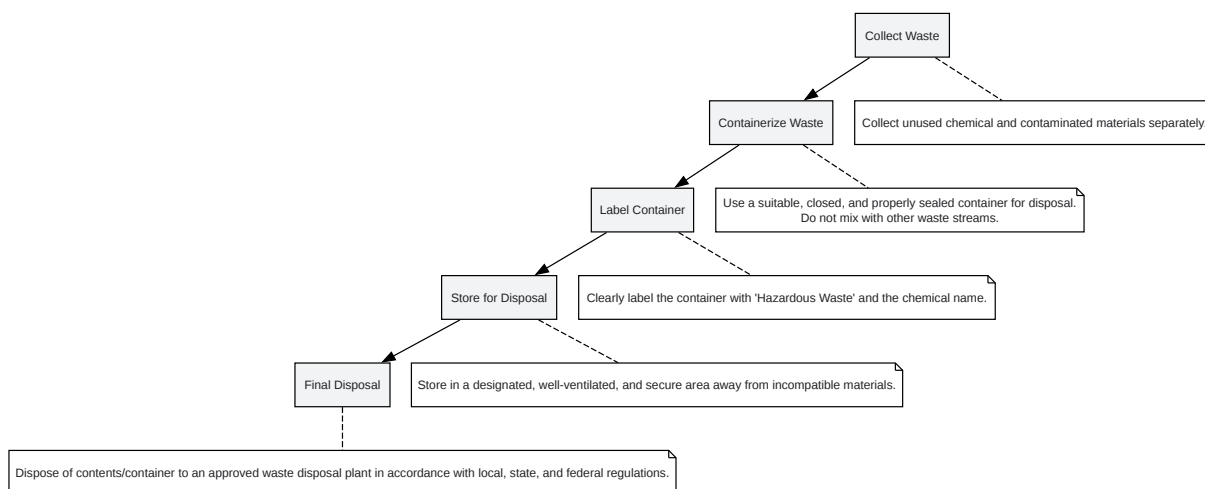 Collect Waste
Containerize Waste
Collect unused chemical and contaminated materials separately.
Label Container
Use a suitable, closed, and properly sealed container for disposal.
Do not mix with other waste streams.
Store for Disposal
Clearly label the container with 'Hazardous Waste' and the chemical name.
Final Disposal
Store in a designated, well-ventilated, and secure area away from incompatible materials.
Dispose of contents/container to an approved waste disposal plant in accordance with local, state, and federal regulations.